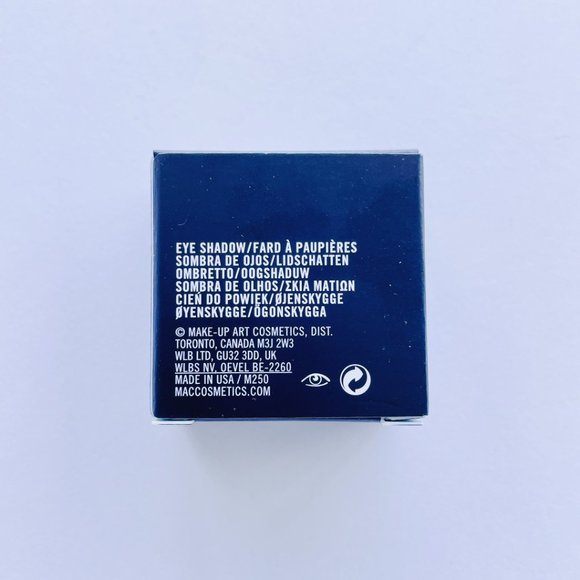 EYE SHADOW/FARD À PAUPIÈRES
SOMBRA DE OJOS/LIDSCHATTEN
OMBRETTO/OOGSHADUW
SOMBRA DE OLHOS/ΣΚΙΑ ΜΑΤΙΩΝ
CIEŃ DO POWIEK/ØJENSKYGGE
ØYENSKYGGE/ÖGONSKYGGA
© MAKE-UP ART COSMETICS, DIST.
TORONTO, CANADA M3J 2W3
WLB LTD, GU32 3DD, UK
WLBS NV, OEVEL BE-2260
MADE IN USA / M250
MACCOSMETICS.COM